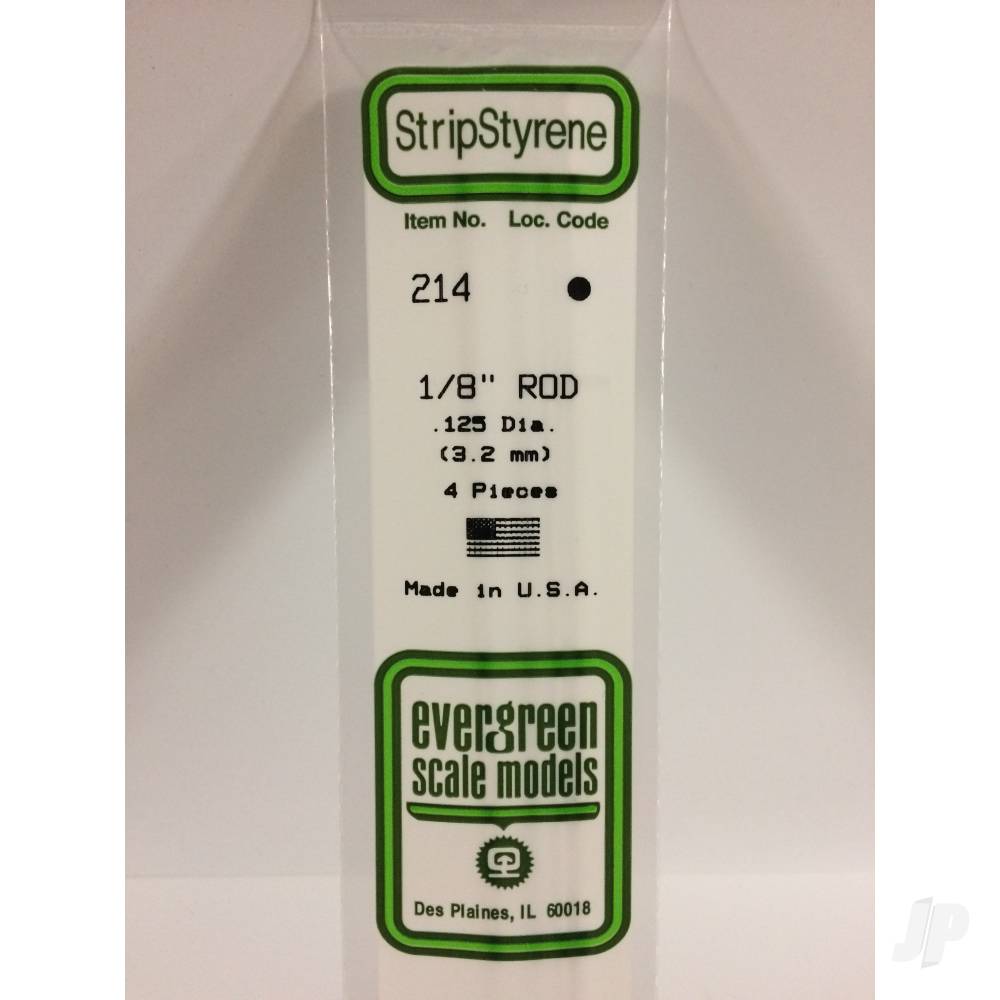 StripStyrene
Item No. Loc. Code
214
1/8" ROD
.125 Dia.
(3.2 mm)
4 Pieces
Made in U.S.A.
evergreen
scale models
Des Plaines, IL 60018
JP